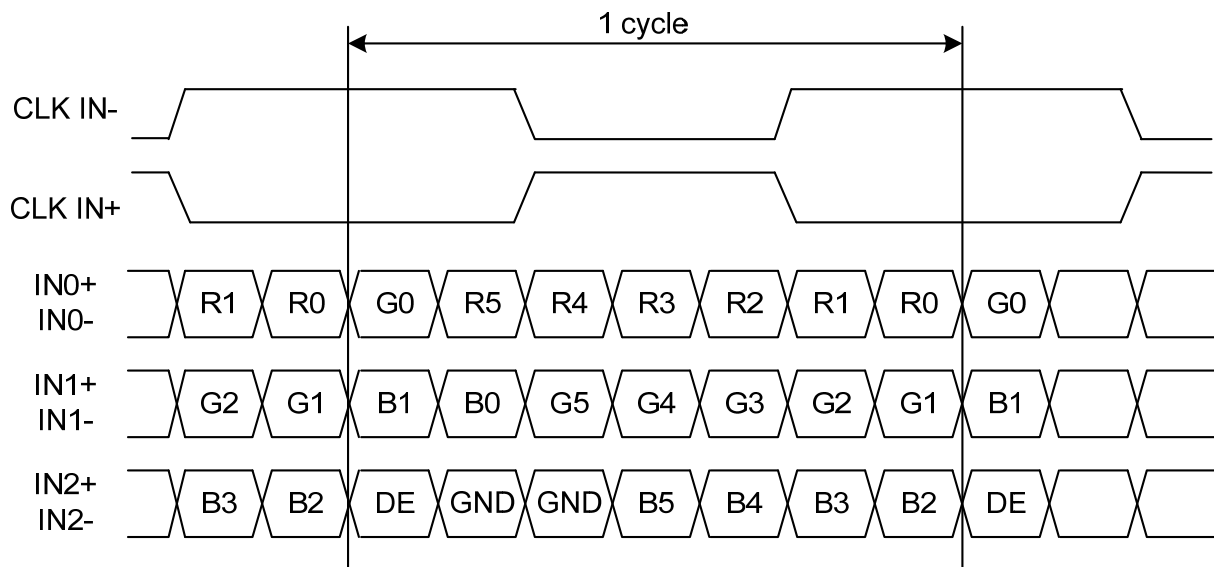 1 cycle
CLK IN-
CLK IN+
IN0+
IN0-
R1 R0 G0 R5 R4 R3 R2 R1 R0 G0
IN1+
IN1-
G2 G1 B1 B0 G5 G4 G3 G2 G1 B1
IN2+
IN2-
B3 B2 DE GND GND B5 B4 B3 B2 DE